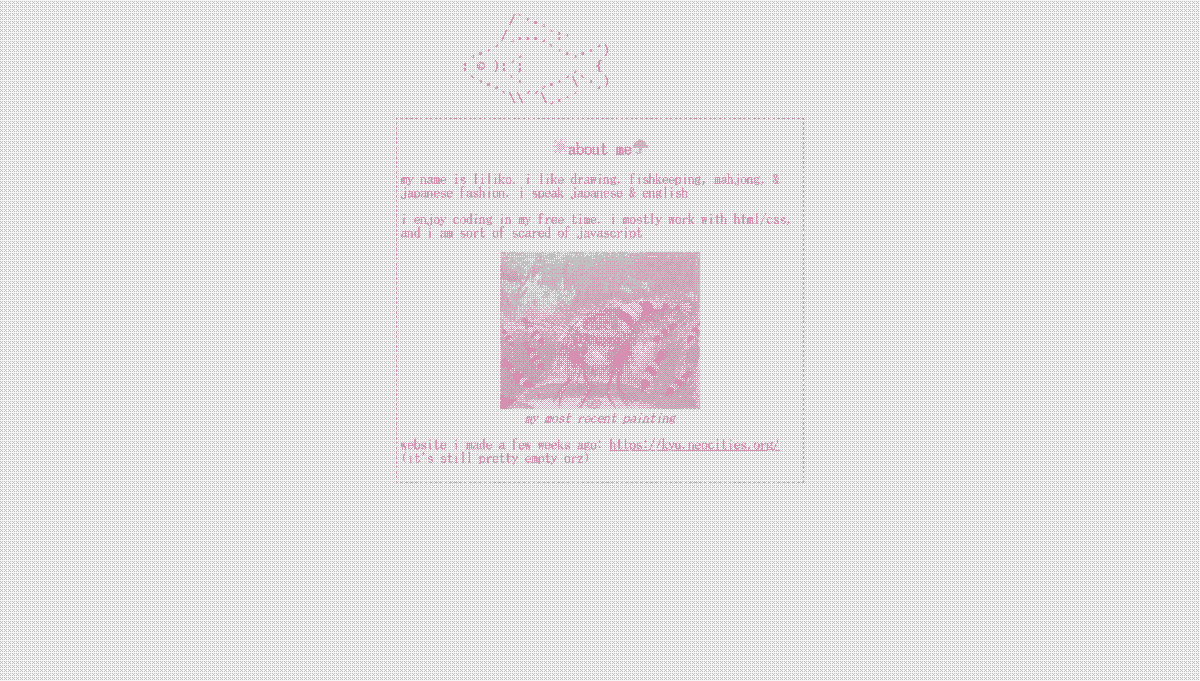 about me
my name is liliko. i like drawing, fishkeeping, mahjong, &
japanese fashion. i speak japanese & english
i enjoy coding in my free time. i mostly work with html/css,
and i am sort of scared of javascript
my most recent painting
website i made a few weeks ago: https://kyu.neocities.org/
(it's still pretty empty orz)